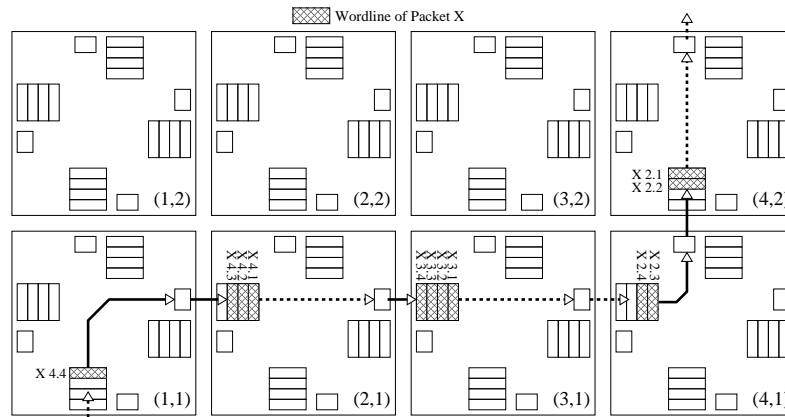 Wordline of Packet X
X 2.1
X 2.2
(1,2)
(2,2)
(3,2)
(4,2)
X 4.3
X 4.2
X 4.1
X 3.4
X 3.3
X 3.2
X 3.1
X 2.4
X 2.3
X 4.4
(1,1)
(2,1)
(3,1)
(4,1)